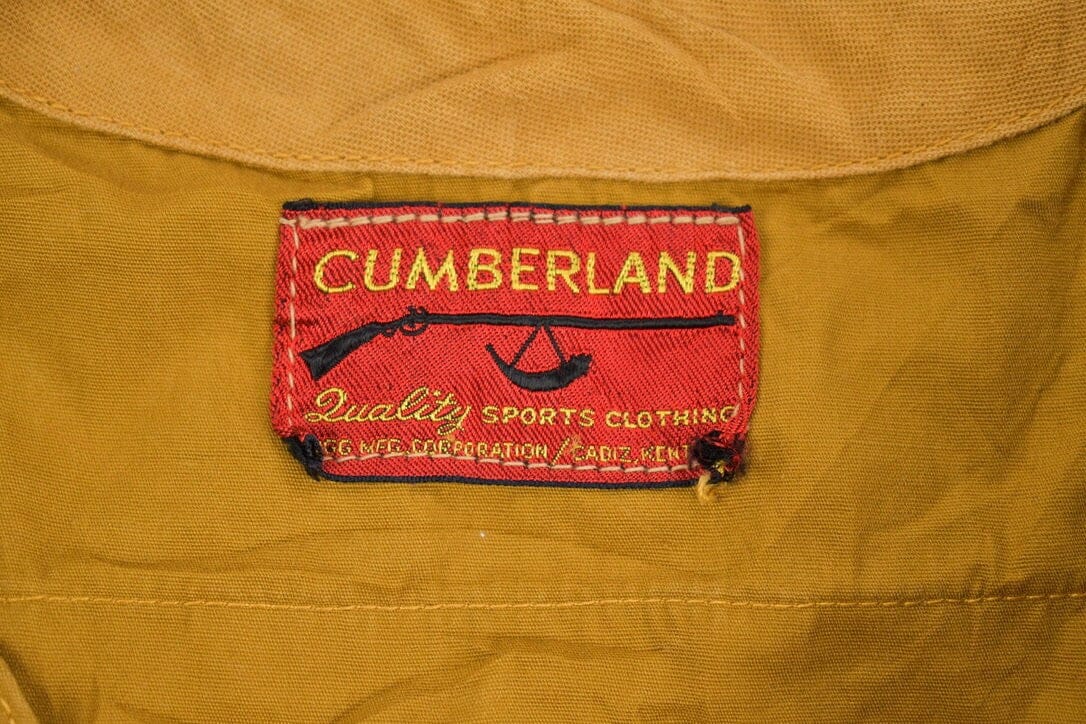 CUMBERLAND
Quality SPORTS CLOTHING
MFG. CORPORATION / CADIZ, KENT